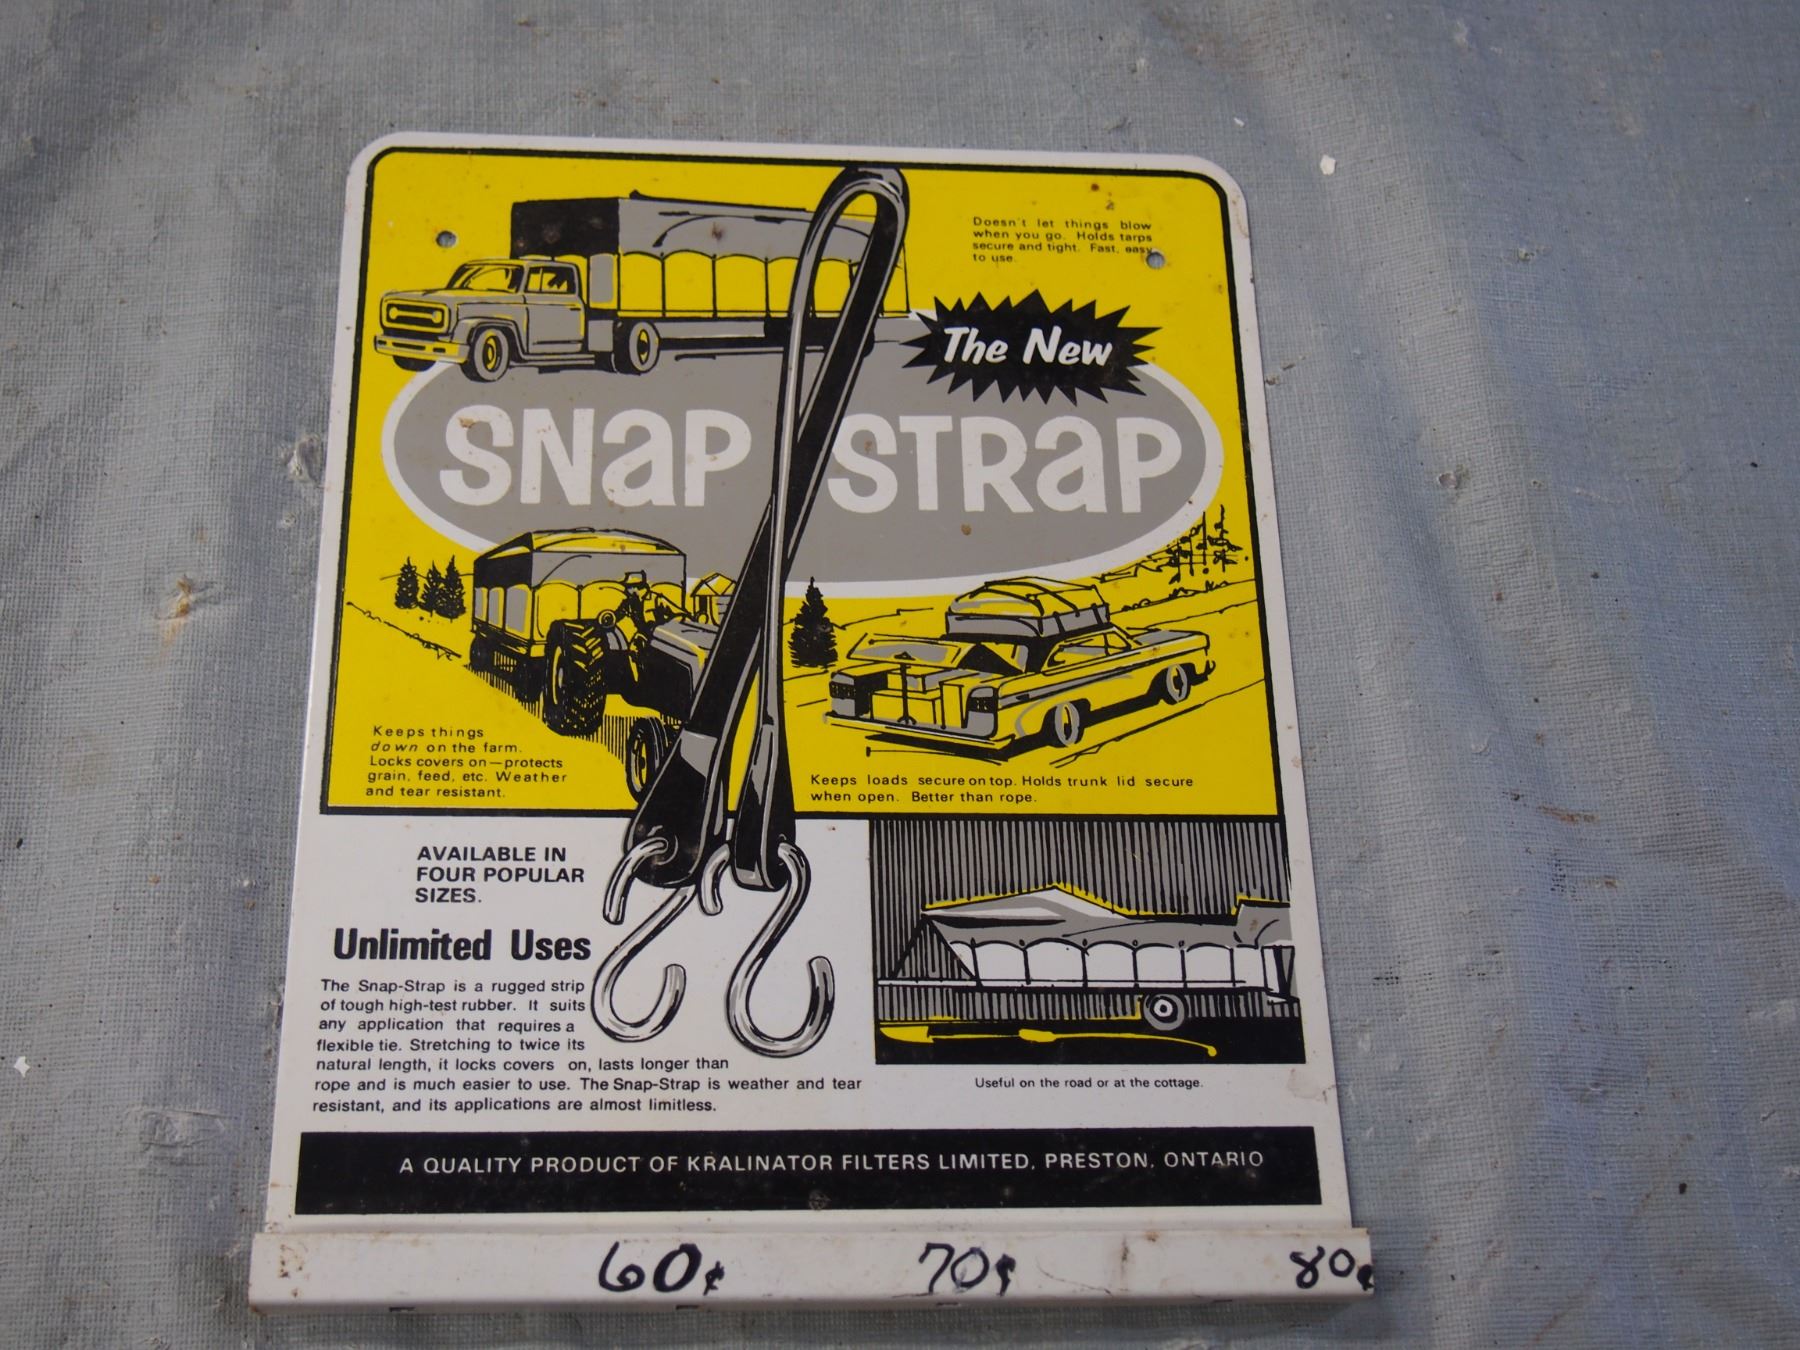 Doesn't let things blow
when you go. Holds tarps
secure and tight. Fast, easy
to use.
The New
SNAP STRAP
Keeps things
down on the farm.
Locks covers on—protects
grain, feed, etc. Weather
and tear resistant.
Keeps loads secure on top. Holds trunk lid secure
when open. Better than rope.
AVAILABLE IN
FOUR POPULAR
SIZES.
Unlimited Uses
The Snap-Strap is a rugged strip
of tough high-test rubber. It suits
any application that requires a
flexible tie. Stretching to twice its
natural length, it locks covers on, lasts longer than
rope and is much easier to use. The Snap-Strap is weather and tear
resistant, and its applications are almost limitless.
Useful on the road or at the cottage.
A QUALITY PRODUCT OF KRALINATOR FILTERS LIMITED, PRESTON, ONTARIO
60¢ 70¢ 80¢